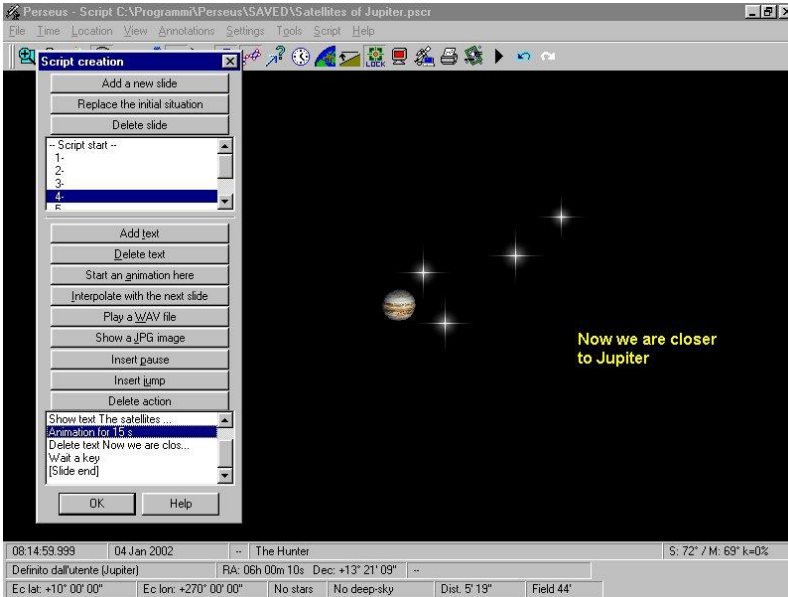 Perseus - Script C:\Programmi\Perseus\SAVED\Satellites of Jupiter.pscr
File Time Location View Annotations Settings Tools Script Help
LOCK
Script creation
Add a new slide
Replace the initial situation
Delete slide
-- Script start --
1-
2-
3-
4-
5
Add text
Delete text
Start an animation here
Interpolate with the next slide
Play a WAV file
Show a JPG image
Insert pause
Insert jump
Delete action
Show text The satellites ...
Animation for 15 s
Delete text Now we are clos...
Wait a key
[Slide end]
OK Help
Now we are closer
to Jupiter
08:14:59.999 04 Jan 2002 -- The Hunter S: 72° / M: 69° k=0%
Definito dall'utente (Jupiter) RA: 06h 00m 10s Dec: +13° 21' 09" --
Ec lat: +10° 00' 00" Ec lon: +270° 00' 00" No stars No deep-sky Dist. 5' 19" Field 44'